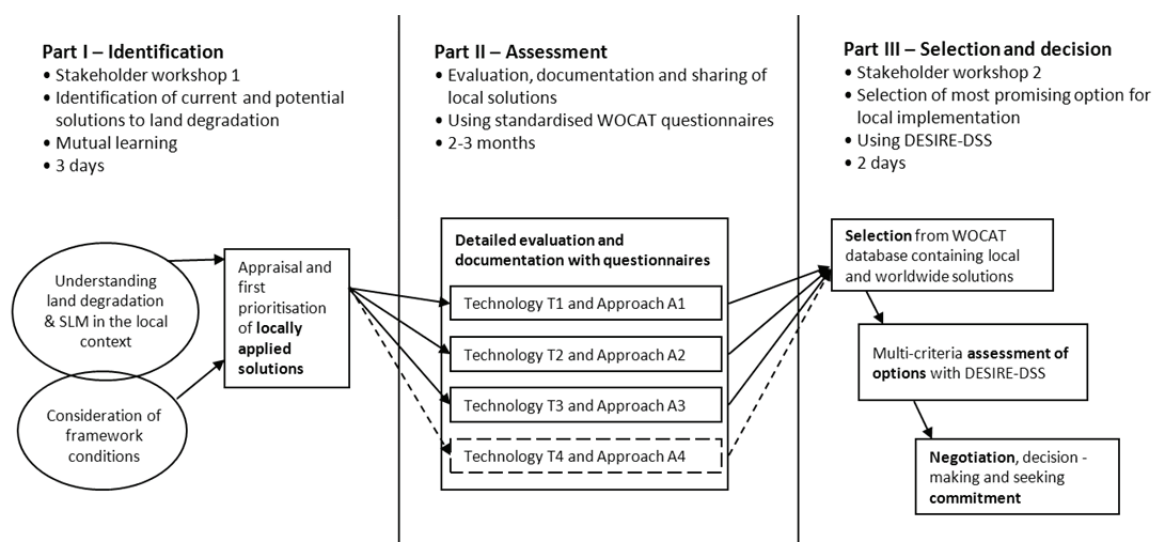 Part I – Identification
• Stakeholder workshop 1
• Identification of current and potential
solutions to land degradation
• Mutual learning
• 3 days
Understanding
land degradation
& SLM in the local
context
Consideration of
framework
conditions
Appraisal and
first
prioritisation
of locally
applied
solutions
Part II – Assessment
• Evaluation, documentation and sharing of
local solutions
• Using standardised WOCAT questionnaires
• 2-3 months
Detailed evaluation and
documentation with questionnaires
Technology T1 and Approach A1
Technology T2 and Approach A2
Technology T3 and Approach A3
Technology T4 and Approach A4
Part III – Selection and decision
• Stakeholder workshop 2
• Selection of most promising option for
local implementation
• Using DESIRE-DSS
• 2 days
Selection from WOCAT
database containing local
and worldwide solutions
Multi-criteria assessment of
options with DESIRE-DSS
Negotiation, decision -
making and seeking
commitment